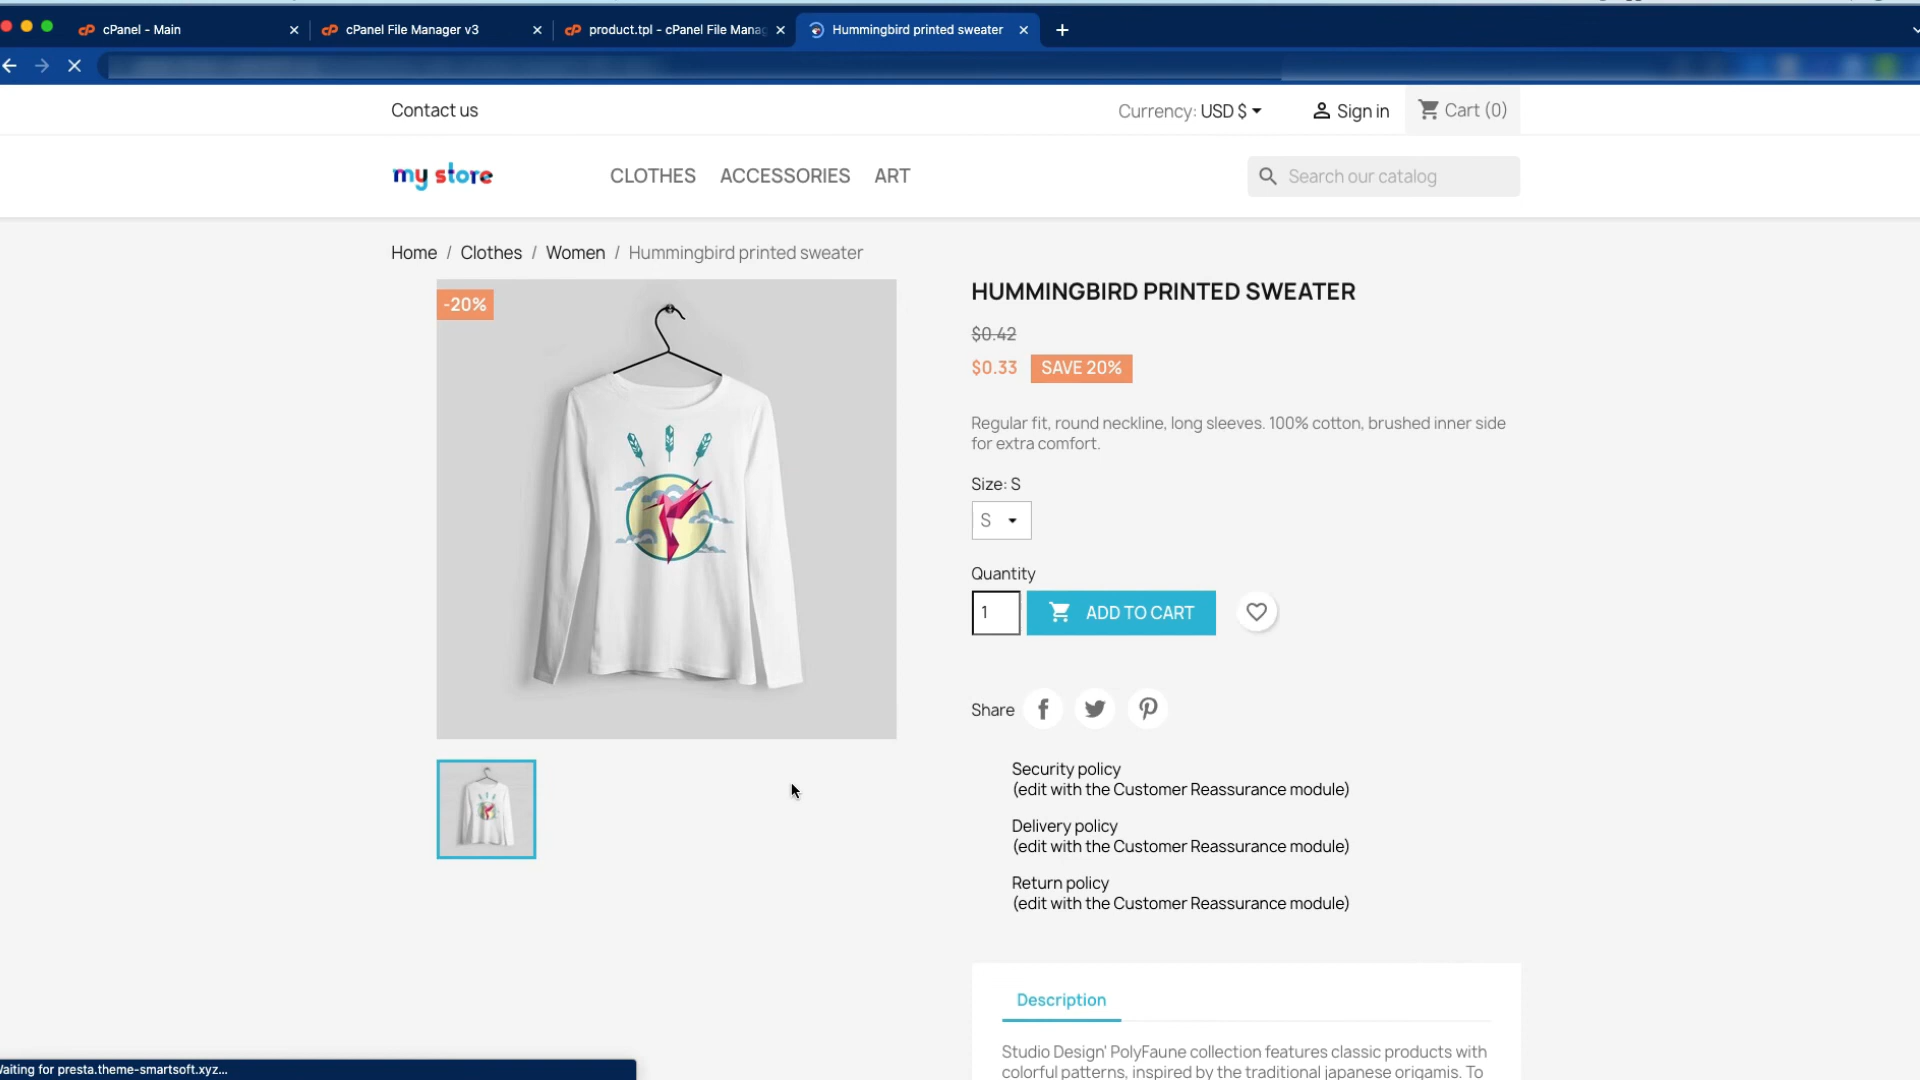 cPanel - Main
cPanel File Manager v3
product.tpl - cPanel File Manag
Hummingbird printed sweater
Contact us
Currency: USD $
Sign in
Cart (0)
my store
CLOTHES
ACCESSORIES
ART
Search our catalog
Home / Clothes / Women / Hummingbird printed sweater
-20%
HUMMINGBIRD PRINTED SWEATER
$0.42
$0.33
SAVE 20%
Regular fit, round neckline, long sleeves. 100% cotton, brushed inner side
for extra comfort.
Size: S
S
Quantity
1
ADD TO CART
Share
Security policy
(edit with the Customer Reassurance module)
Delivery policy
(edit with the Customer Reassurance module)
Return policy
(edit with the Customer Reassurance module)
Description
Studio Design' PolyFaune collection features classic products with
colorful patterns, inspired by the traditional japanese origamis. To
Waiting for presta.theme-smartsoft.xyz...